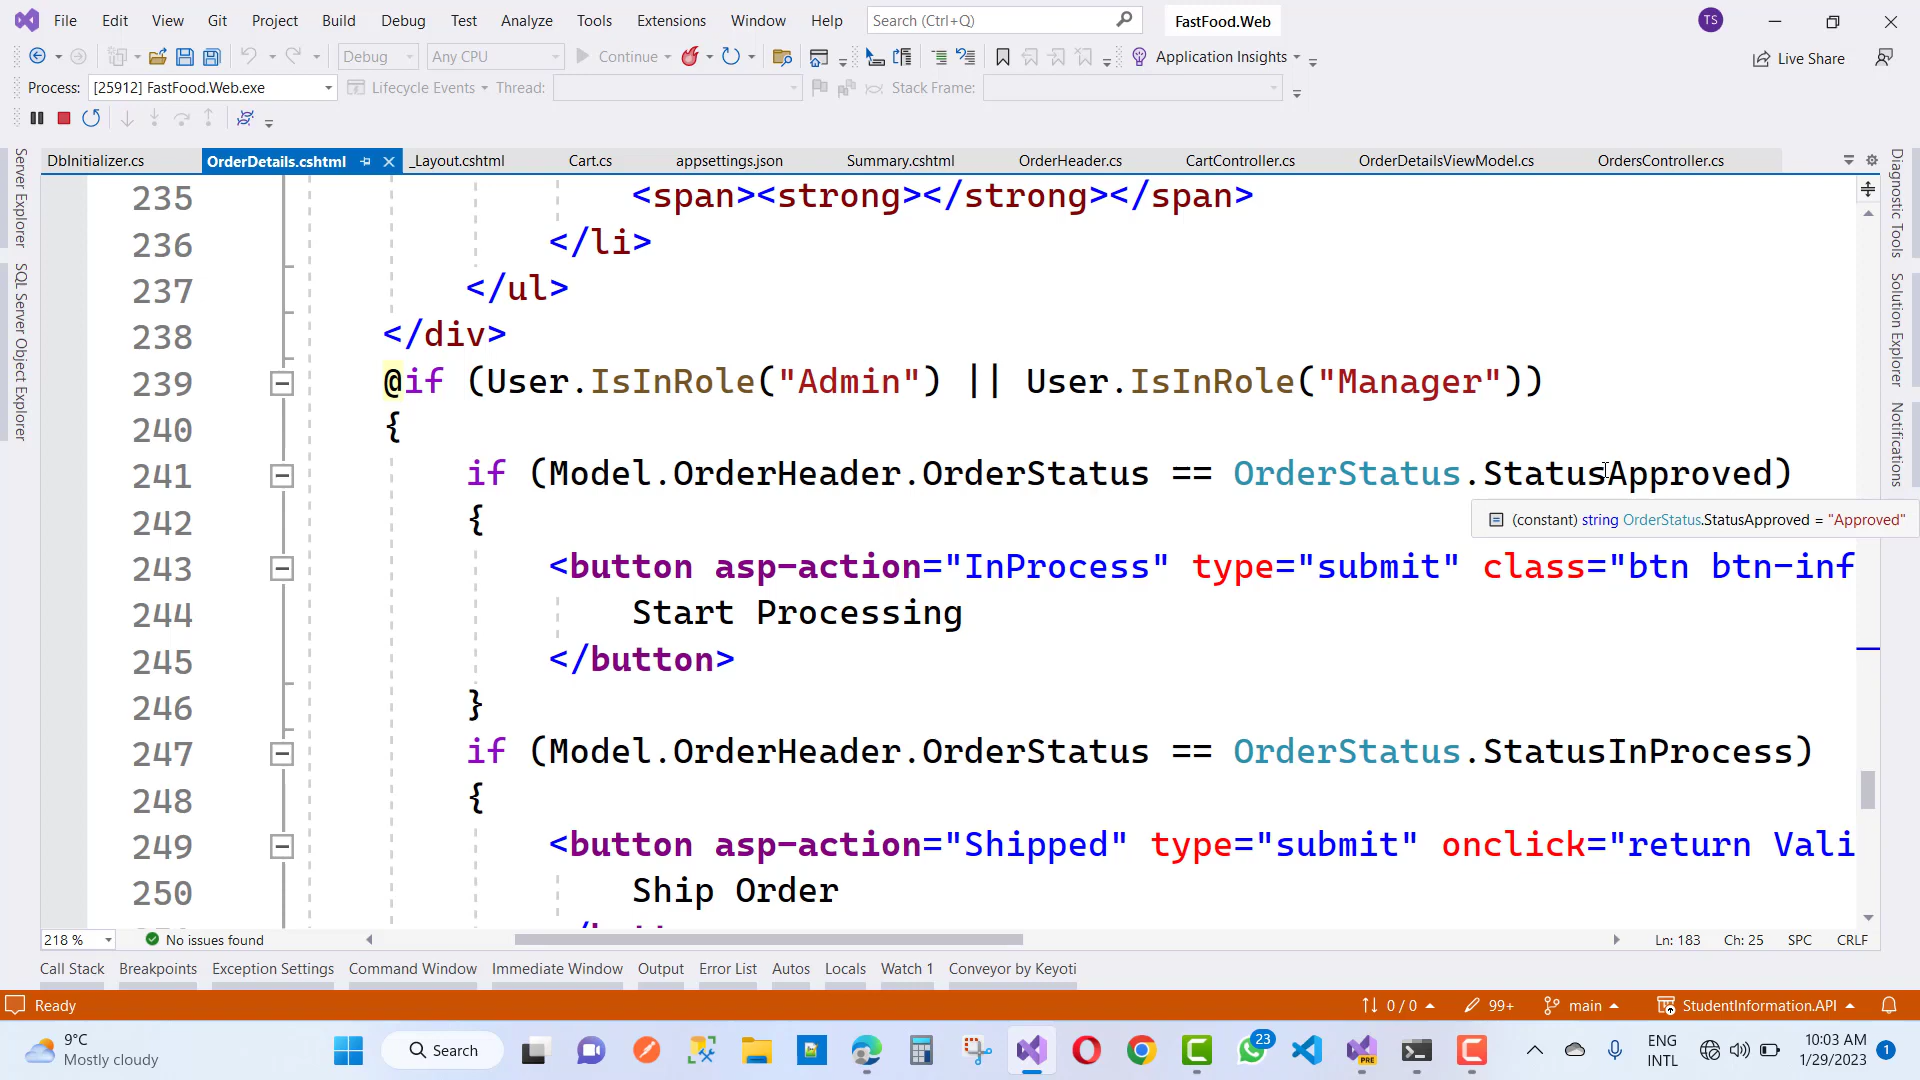 File Edit View Git Project Build Debug Test Analyze Tools Extensions Window Help Search (Ctrl+Q) FastFood.Web TS
Debug Any CPU Continue Application Insights Live Share
Process: [25912] FastFood.Web.exe Lifecycle Events Thread: Stack Frame:
DbInitializer.cs OrderDetails.cshtml _Layout.cshtml Cart.cs appsettings.json Summary.cshtml OrderHeader.cs CartController.cs OrderDetailsViewModel.cs OrdersController.cs
Server Explorer
SQL Server Object Explorer
235 <span><strong></strong></span>
236 </li>
237 </ul>
238 </div>
239 @if (User.IsInRole("Admin") || User.IsInRole("Manager"))
240 {
241 if (Model.OrderHeader.OrderStatus == OrderStatus.StatusApproved)
242 {
(constant) string OrderStatus.StatusApproved = "Approved"
243 <button asp-action="InProcess" type="submit" class="btn btn-inf
244 Start Processing
245 </button>
246 }
247 if (Model.OrderHeader.OrderStatus == OrderStatus.StatusInProcess)
248 {
249 <button asp-action="Shipped" type="submit" onclick="return Vali
250 Ship Order
Diagnostic Tools
Solution Explorer
Notifications
218 % No issues found Ln: 183 Ch: 25 SPC CRLF
Call Stack Breakpoints Exception Settings Command Window Immediate Window Output Error List Autos Locals Watch 1 Conveyor by Keyoti
Ready 0 / 0 99+ main StudentInformation.API
9°C
Mostly cloudy
Search
23
PRE
ENG
INTL
10:03 AM
1/29/2023
1